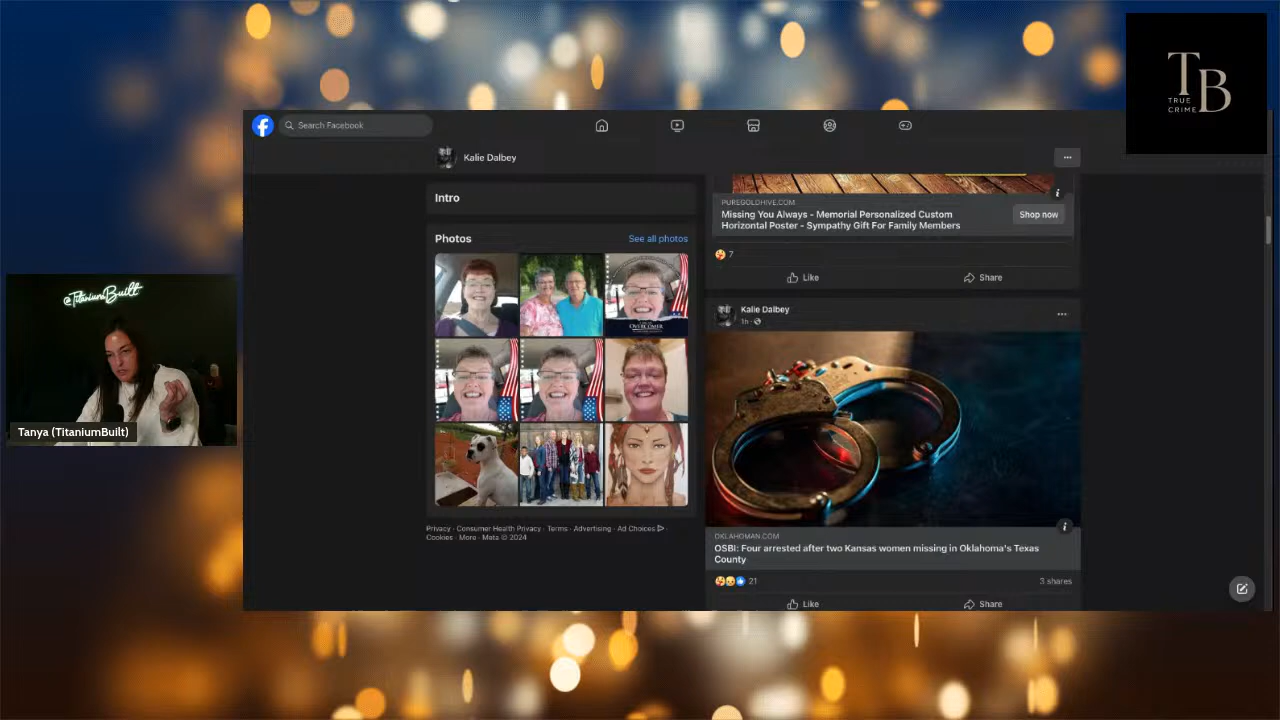 TB
TRUE
CRIME
Search Facebook
Kalie Dalbey
Intro
Photos
See all photos
OVERCOMER
Privacy · Consumer Health Privacy · Terms · Advertising · Ad Choices ·
Cookies · More · Meta © 2024
PUREGOLDHIVE.COM
Missing You Always - Memorial Personalized Custom
Horizontal Poster - Sympathy Gift For Family Members
Shop now
7
Like
Share
Kalie Dalbey
1h ·
OKLAHOMAN.COM
OSBI: Four arrested after two Kansas women missing in Oklahoma's Texas
County
21
3 shares
Like
Share
@TitaniumBuilt
Tanya (TitaniumBuilt)